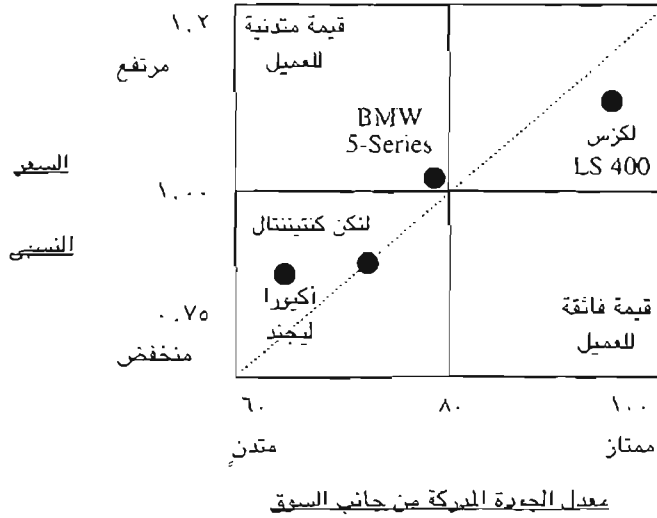 ١.٢
مرتفع
السعر
١.٠٠
النسبى
٠.٧٥
منخفض
قيمة متدنية
للعميل
BMW
5-Series
لكزس
LS 400
لنكن كنتيننتال
أكيورا
ليجند
قيمة فائقة
للعميل
٦٠ ٨٠ ١٠٠
متدنٍ ممتاز
معدل الجودة المدركة من جانب السوق